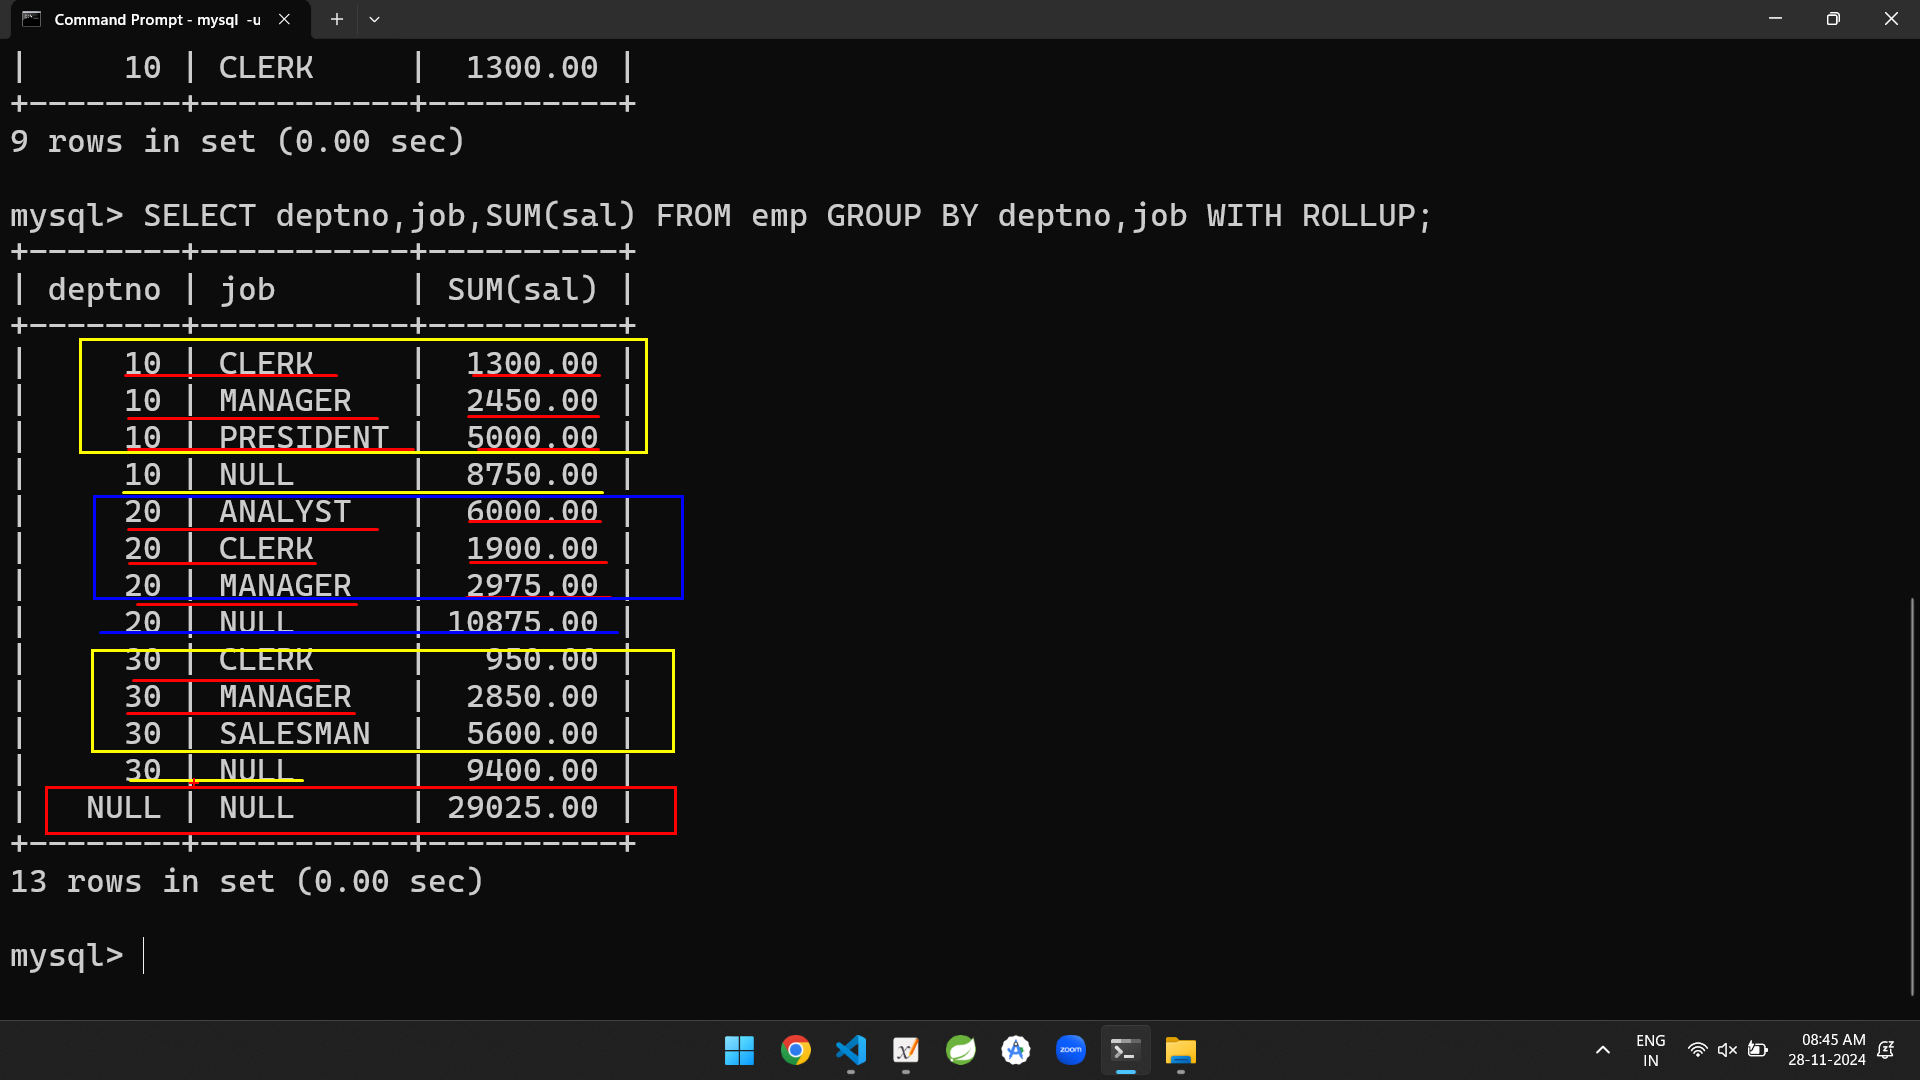 Command Prompt - mysql  -u
|     10 | CLERK     |  1300.00 |
+--------+-----------+----------+
9 rows in set (0.00 sec)
mysql> SELECT deptno,job,SUM(sal) FROM emp GROUP BY deptno,job WITH ROLLUP;
+--------+-----------+----------+
| deptno | job       | SUM(sal) |
+--------+-----------+----------+
|     10 | CLERK     |  1300.00 |
|     10 | MANAGER   |  2450.00 |
|     10 | PRESIDENT |  5000.00 |
|     10 | NULL      |  8750.00 |
|     20 | ANALYST   |  6000.00 |
|     20 | CLERK     |  1900.00 |
|     20 | MANAGER   |  2975.00 |
|     20 | NULL      | 10875.00 |
|     30 | CLERK     |   950.00 |
|     30 | MANAGER   |  2850.00 |
|     30 | SALESMAN  |  5600.00 |
|     30 | NULL      |  9400.00 |
|   NULL | NULL      | 29025.00 |
+--------+-----------+----------+
13 rows in set (0.00 sec)
mysql>
zoom
ENG
IN
08:45 AM
28-11-2024